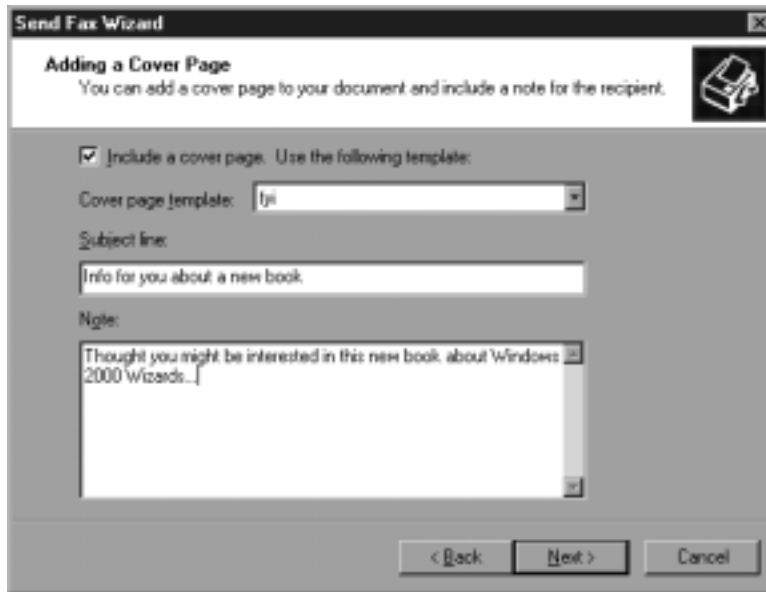 Send Fax Wizard
Adding a Cover Page
You can add a cover page to your document and include a note for the recipient.
Include a cover page. Use the following template:
Cover page template: fyi
Subject line:
Info for you about a new book
Note:
Thought you might be interested in this new book about Windows
2000 Wizards...
< Back Next > Cancel